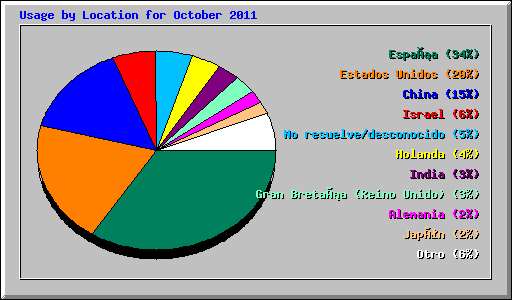 Usage by Location for October 2011
EspaÃ±a (34%)
Estados Unidos (20%)
China (15%)
Israel (6%)
No resuelve/desconocido (5%)
Holanda (4%)
India (3%)
Gran BretaÃ±a (Reino Unido) (3%)
Alemania (2%)
JapÃ³n (2%)
Otro (6%)